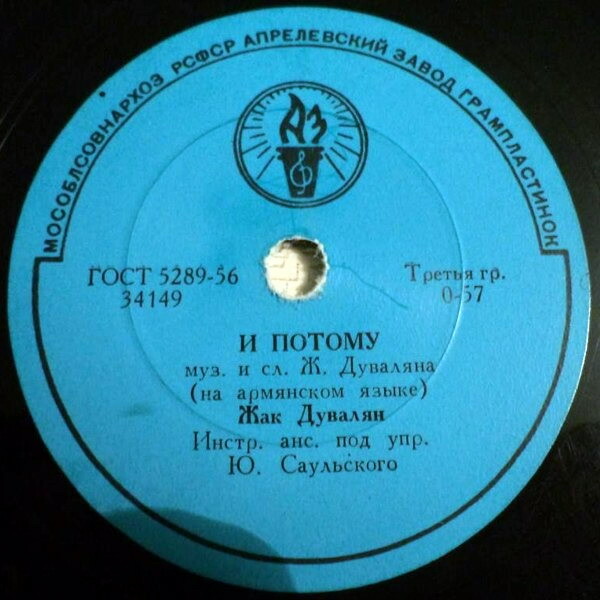 МОСОБЛСОВНАРХОЗ РСФСР АПРЕЛЕВСКИЙ ЗАВОД ГРАМПЛАСТИНОК
АЗ
ГОСТ 5289-56
34149
Третья гр.
0-57
И ПОТОМУ
муз. и сл. Ж. Дуваляна
(на армянском языке)
Жак Дувалян
Инстр. анс. под упр.
Ю. Саульского